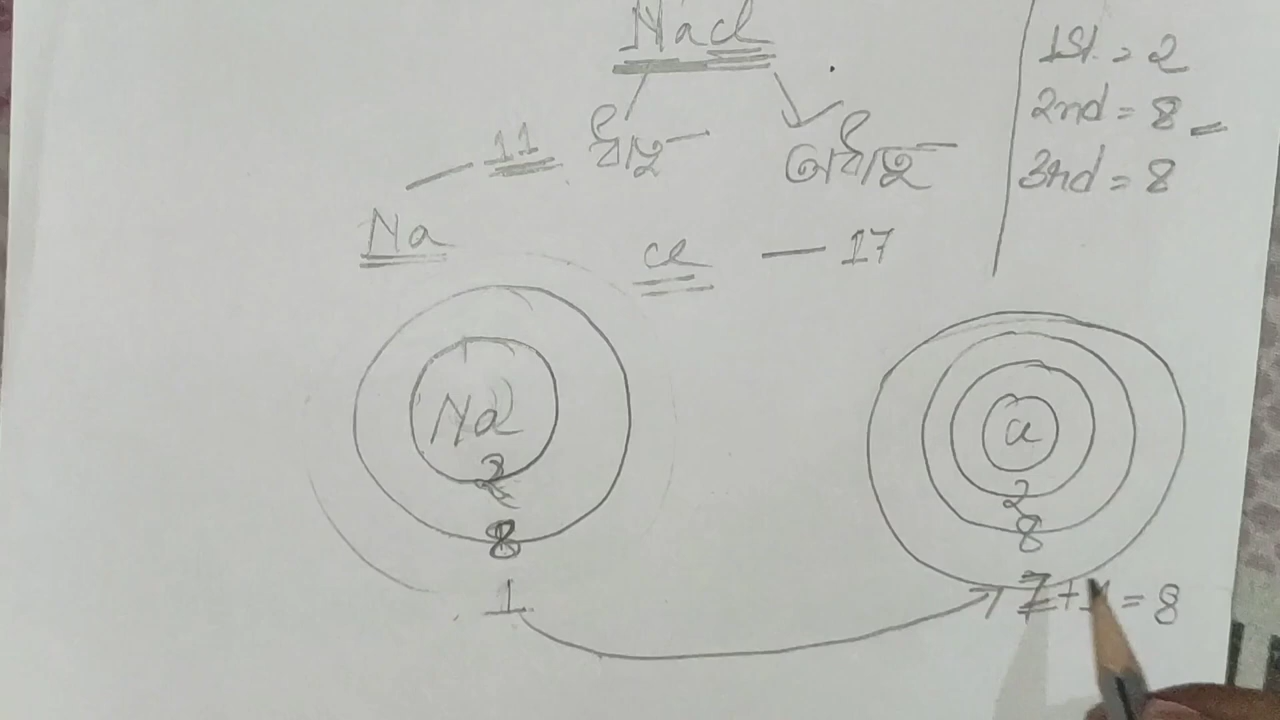 Nacl
11 ধাতু অধাতু
Na
cl — 17
1st = 2
2nd = 8
3rd = 8
Na
2
8
1
cl
2
8
7+1 = 8